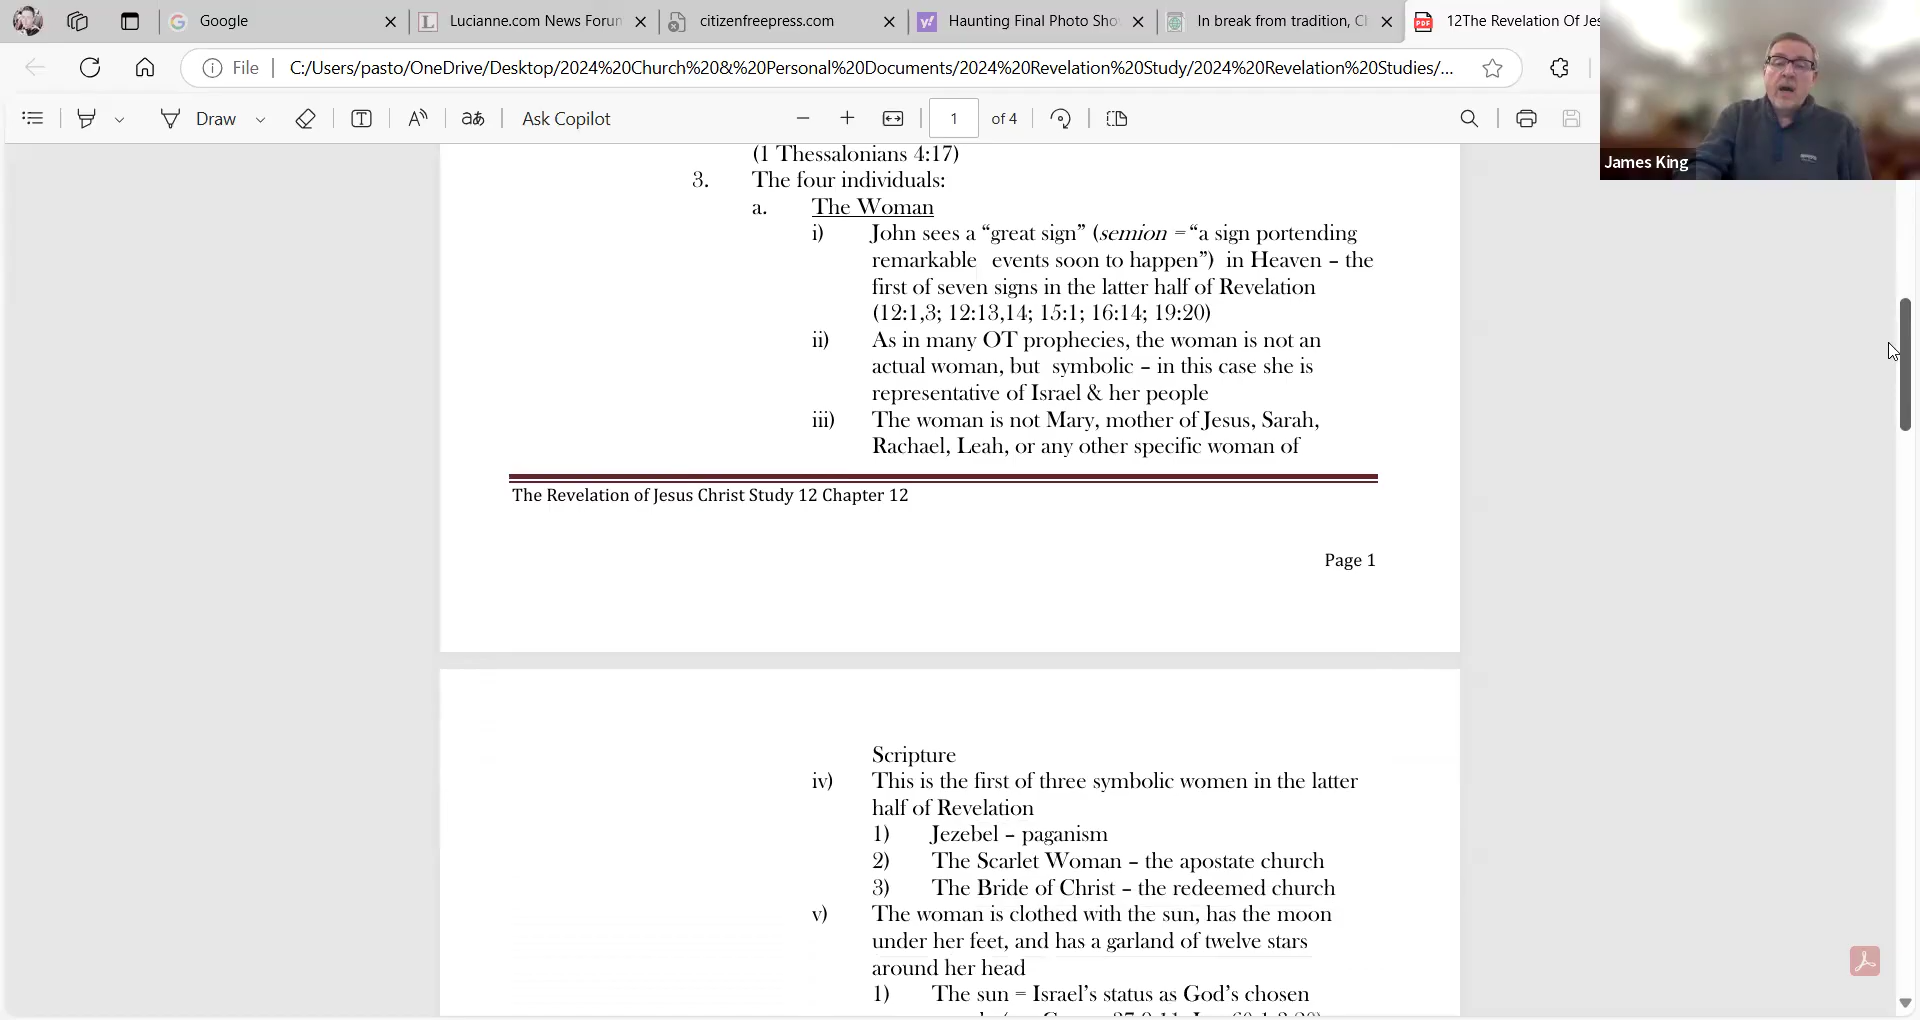 Google
Lucianne.com News Forum
citizenfreepress.com
Haunting Final Photo Sho
In break from tradition, Cl
12The Revelation Of Jes
File
C:/Users/pasto/OneDrive/Desktop/2024%20Church%20&%20Personal%20Documents/2024%20Revelation%20Study/2024%20Revelation%20Studies/...
Draw
Ask Copilot
1 of 4
James King
(1 Thessalonians 4:17)
3. The four individuals:
a. The Woman
i) John sees a “great sign” (semion = “a sign portending
remarkable events soon to happen”) in Heaven – the
first of seven signs in the latter half of Revelation
(12:1,3; 12:13,14; 15:1; 16:14; 19:20)
ii) As in many OT prophecies, the woman is not an
actual woman, but symbolic – in this case she is
representative of Israel & her people
iii) The woman is not Mary, mother of Jesus, Sarah,
Rachael, Leah, or any other specific woman of
The Revelation of Jesus Christ Study 12 Chapter 12
Page 1
Scripture
iv) This is the first of three symbolic women in the latter
half of Revelation
1) Jezebel – paganism
2) The Scarlet Woman – the apostate church
3) The Bride of Christ – the redeemed church
v) The woman is clothed with the sun, has the moon
under her feet, and has a garland of twelve stars
around her head
1) The sun = Israel’s status as God’s chosen